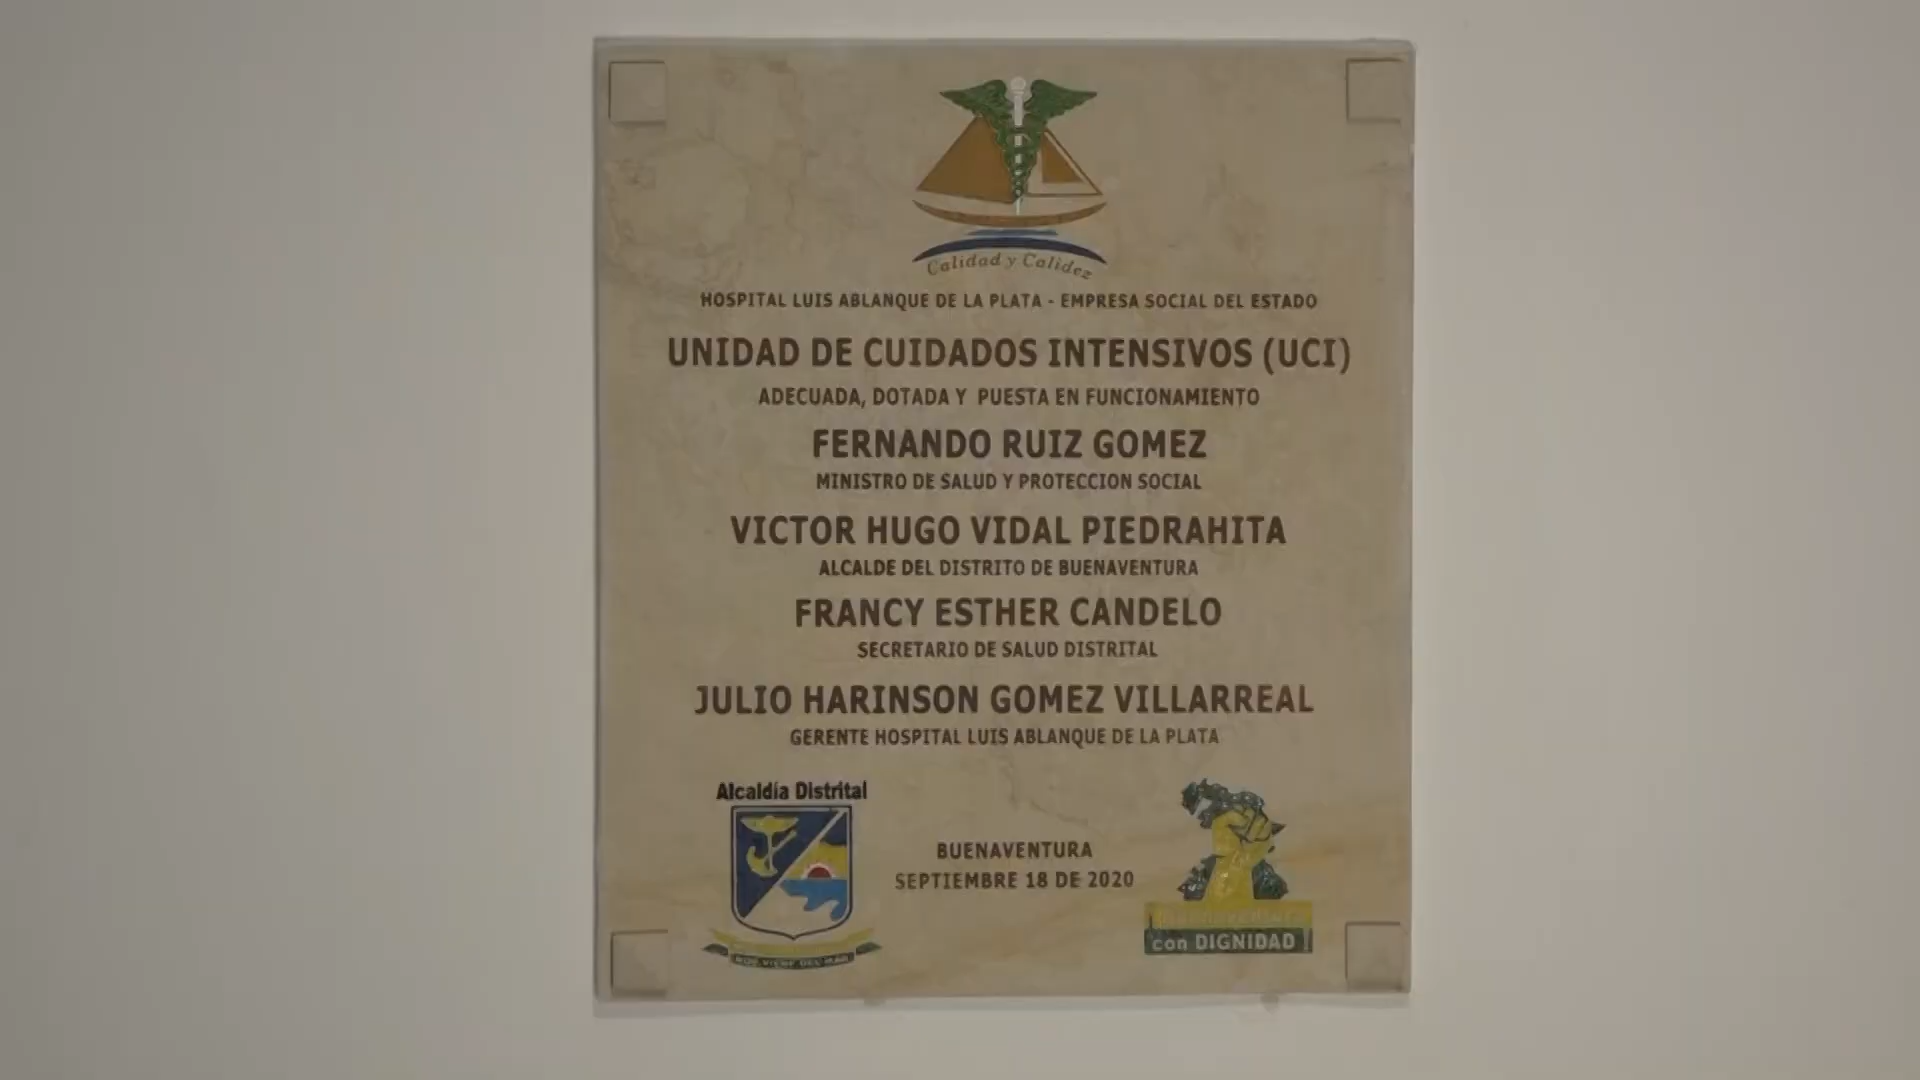 Calidad y Calidez
HOSPITAL LUIS ABLANQUE DE LA PLATA - EMPRESA SOCIAL DEL ESTADO
UNIDAD DE CUIDADOS INTENSIVOS (UCI)
ADECUADA, DOTADA Y PUESTA EN FUNCIONAMIENTO
FERNANDO RUIZ GOMEZ
MINISTRO DE SALUD Y PROTECCION SOCIAL
VICTOR HUGO VIDAL PIEDRAHITA
ALCALDE DEL DISTRITO DE BUENAVENTURA
FRANCY ESTHER CANDELO
SECRETARIO DE SALUD DISTRITAL
JULIO HARINSON GOMEZ VILLARREAL
GERENTE HOSPITAL LUIS ABLANQUE DE LA PLATA
Alcaldía Distrital
BUENAVENTURA
SEPTIEMBRE 18 DE 2020
con DIGNIDAD